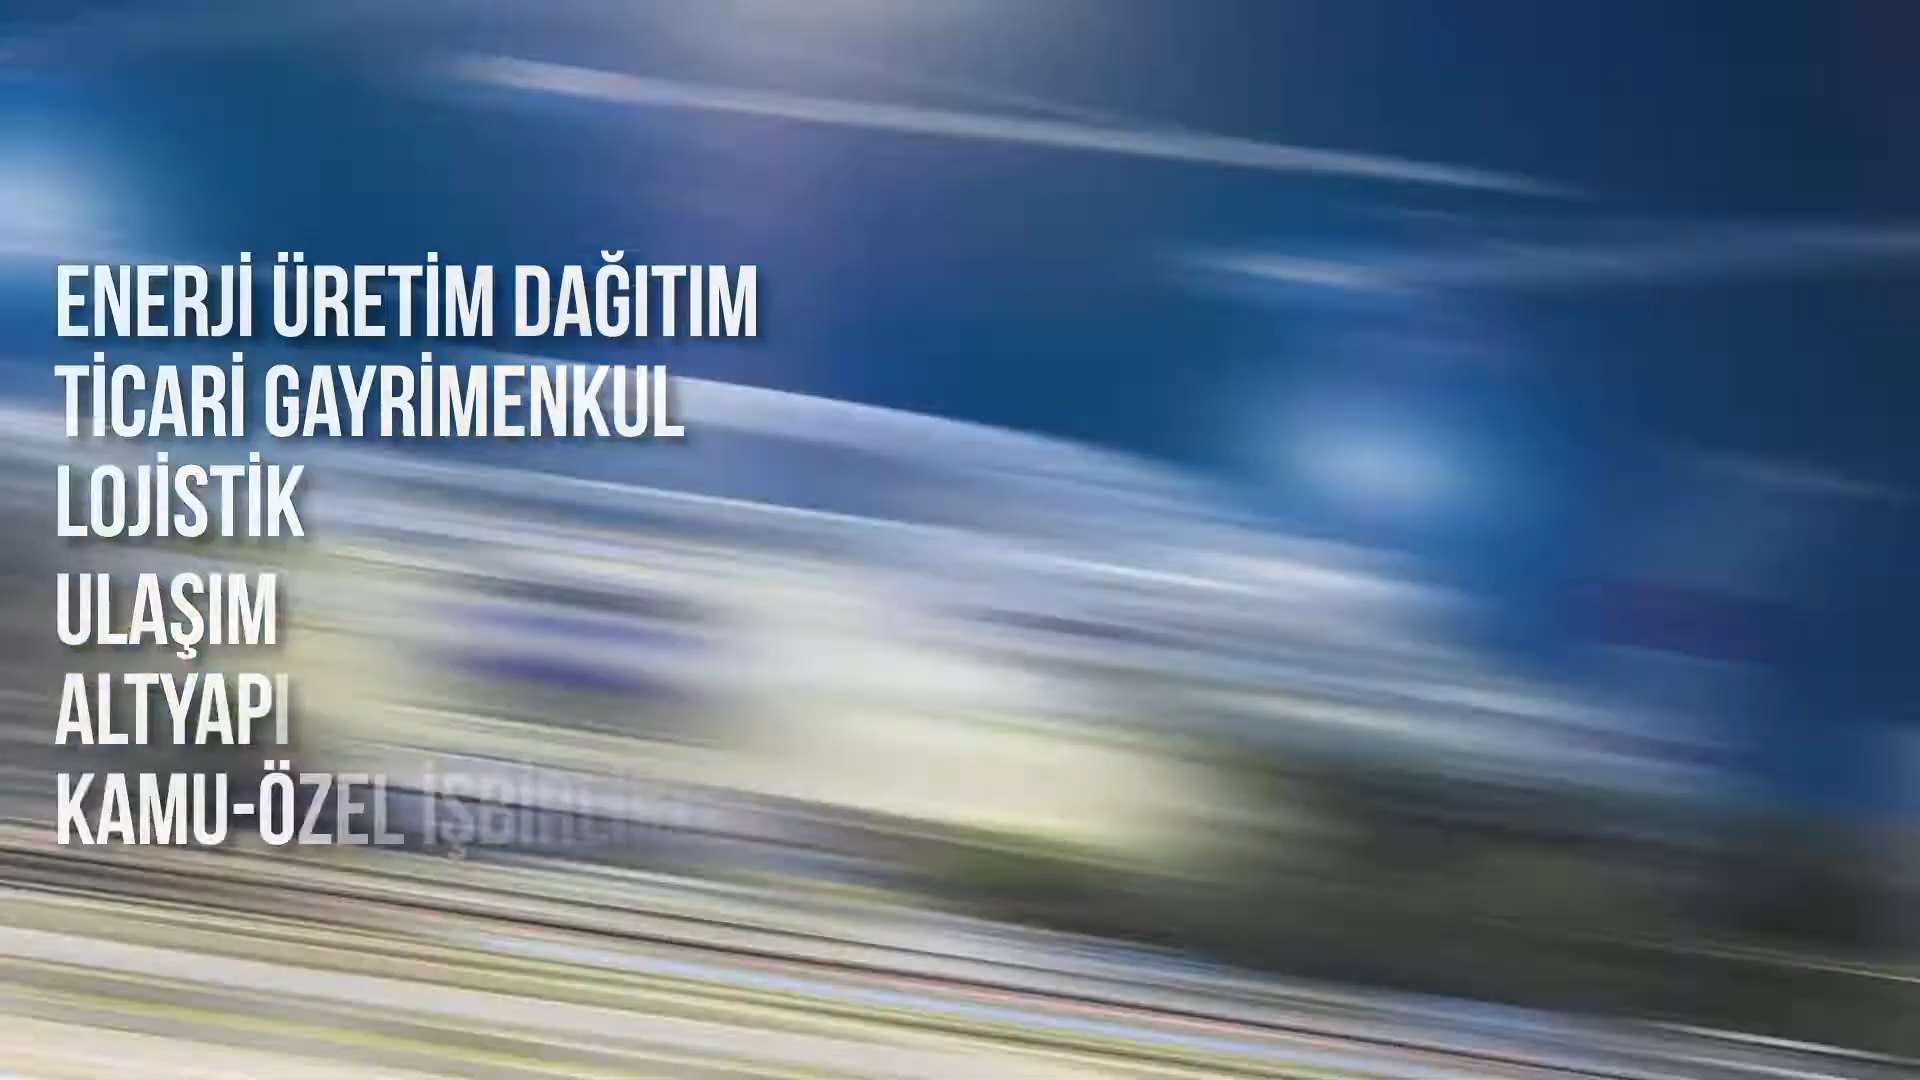 ENERJİ ÜRETİM DAĞITIM
TİCARİ GAYRİMENKUL
LOJİSTİK
ULAŞIM
ALTYAPI
KAMU-ÖZEL